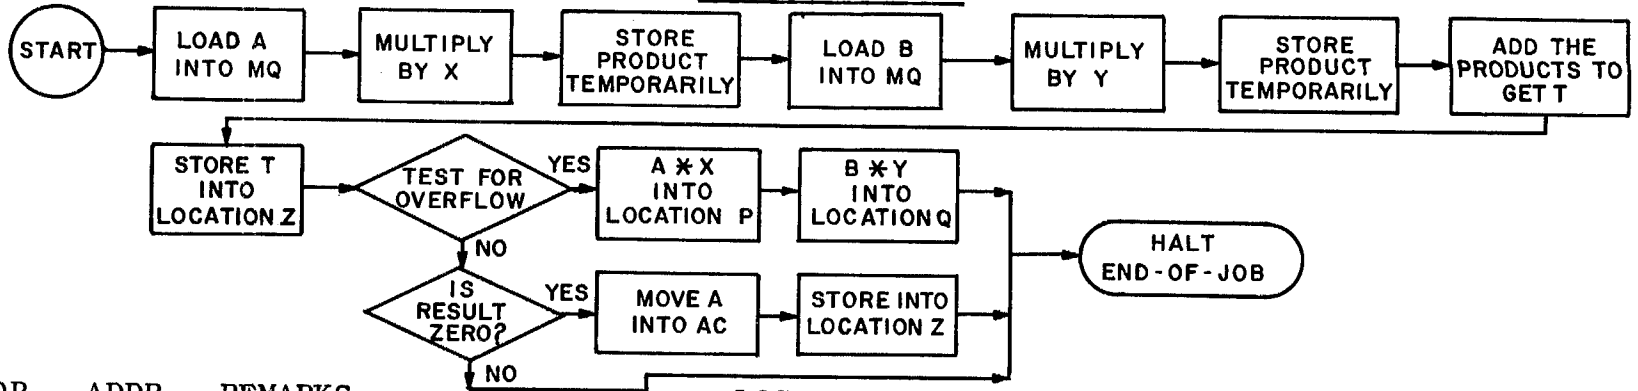 START
LOAD A
INTO MQ
MULTIPLY
BY X
STORE
PRODUCT
TEMPORARILY
LOAD B
INTO MQ
MULTIPLY
BY Y
STORE
PRODUCT
TEMPORARILY
ADD THE
PRODUCTS TO
GET T
STORE T
INTO
LOCATION Z
TEST FOR
OVERFLOW
YES
A * X
INTO
LOCATION P
B * Y
INTO
LOCATION Q
NO
HALT
END-OF-JOB
IS
RESULT
ZERO?
YES
MOVE A
INTO AC
STORE INTO
LOCATION Z
NO
ADDR REMARKS